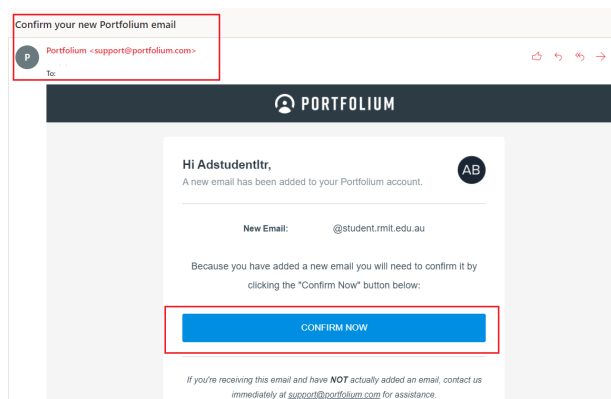 Confirm your new Portfolium email
P
Portfolium <support@portfolium.com>
To:
PORTFOLIUM
Hi Adstudentltr,
AB
A new email has been added to your Portfolium account.
New Email: @student.rmit.edu.au
Because you have added a new email you will need to confirm it by
clicking the "Confirm Now" button below:
CONFIRM NOW
If you're receiving this email and have NOT actually added an email, contact us
immediately at support@portfolium.com for assistance.